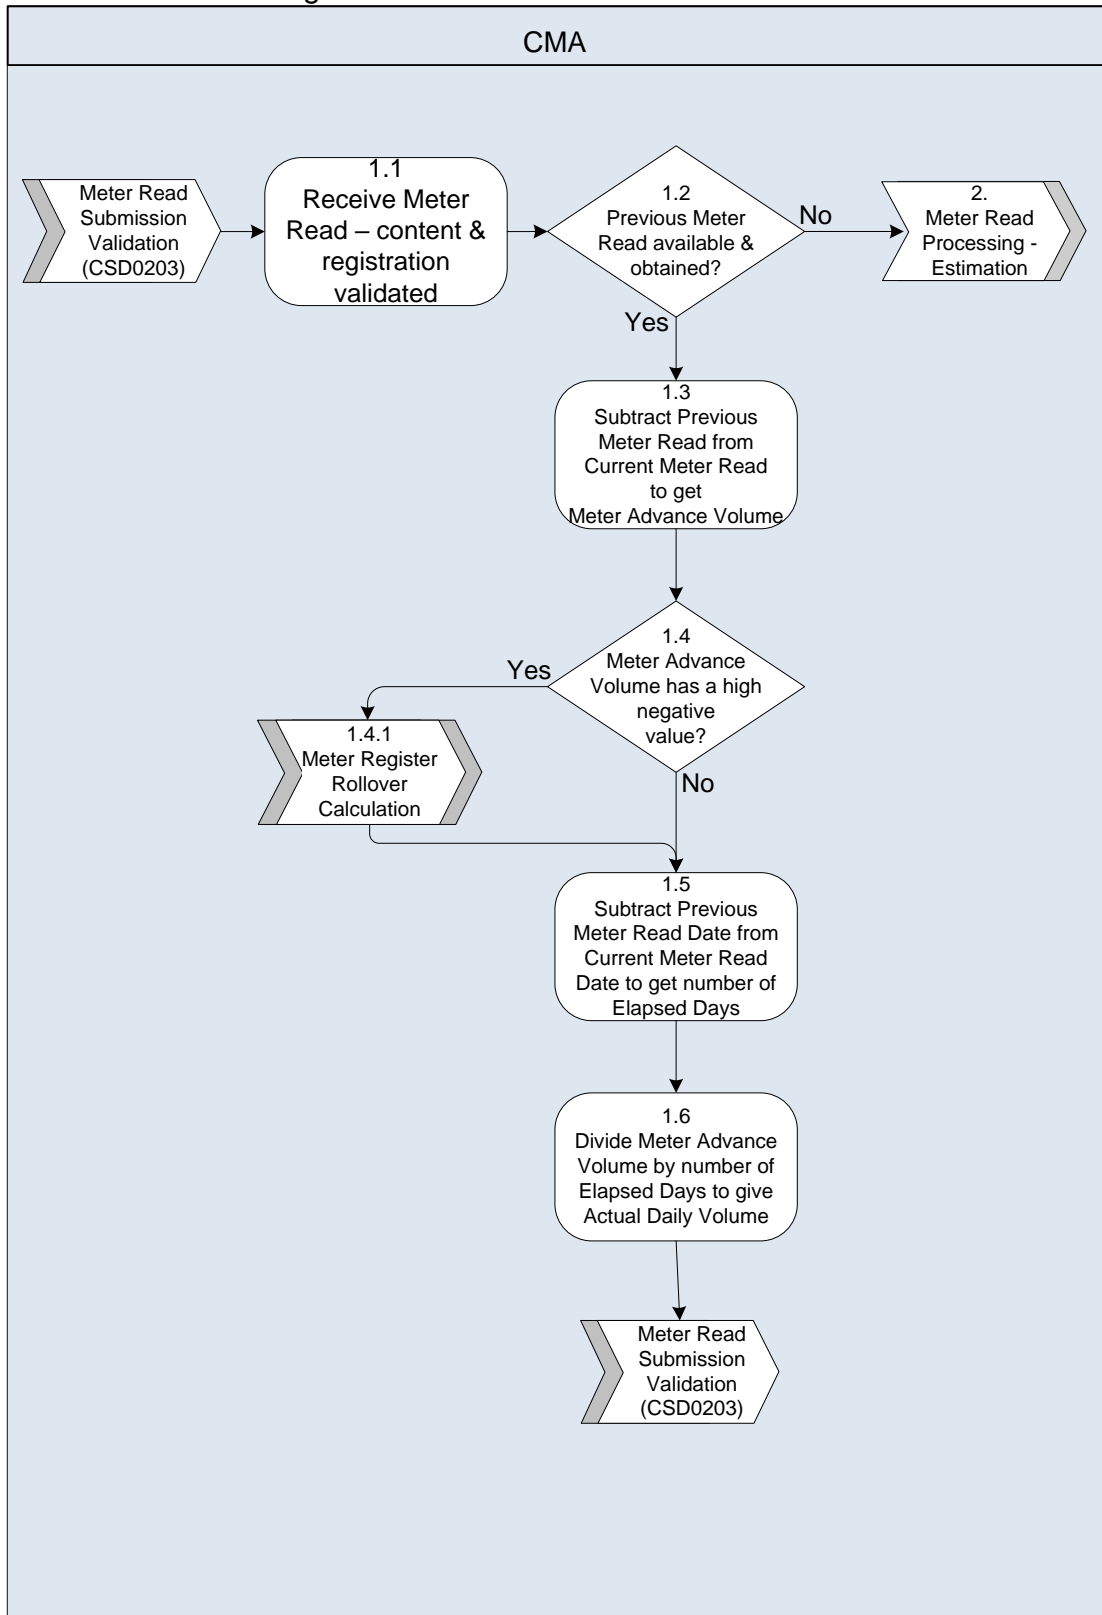 CMA
Meter Read
Submission
Validation
(CSD0203)
1.1
Receive Meter
Read – content &
registration
validated
1.2
Previous Meter
Read available &
obtained?
No
2.
Meter Read
Processing -
Estimation
Yes
1.3
Subtract Previous
Meter Read from
Current Meter Read
to get
Meter Advance Volume
1.4
Meter Advance
Volume has a high
negative
value?
Yes
1.4.1
Meter Register
Rollover
Calculation
No
1.5
Subtract Previous
Meter Read Date from
Current Meter Read
Date to get number of
Elapsed Days
1.6
Divide Meter Advance
Volume by number of
Elapsed Days to give
Actual Daily Volume
Meter Read
Submission
Validation
(CSD0203)